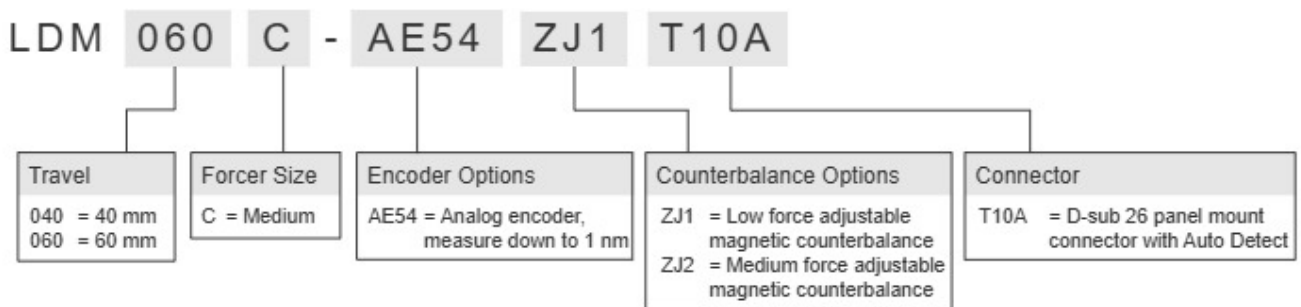 LDM 060 C - AE54 ZJ1 T10A
Travel
040 = 40 mm
060 = 60 mm
Forcer Size
C = Medium
Encoder Options
AE54 = Analog encoder,
measure down to 1 nm
Counterbalance Options
ZJ1 = Low force adjustable
magnetic counterbalance
ZJ2 = Medium force adjustable
magnetic counterbalance
Connector
T10A = D-sub 26 panel mount
connector with Auto Detect